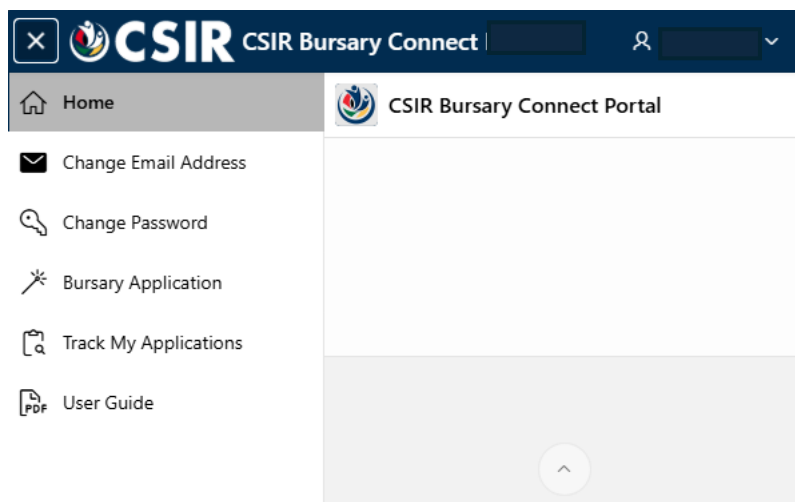 CSIR CSIR Bursary Connect
Home
CSIR Bursary Connect Portal
Change Email Address
Change Password
Bursary Application
Track My Applications
PDF User Guide